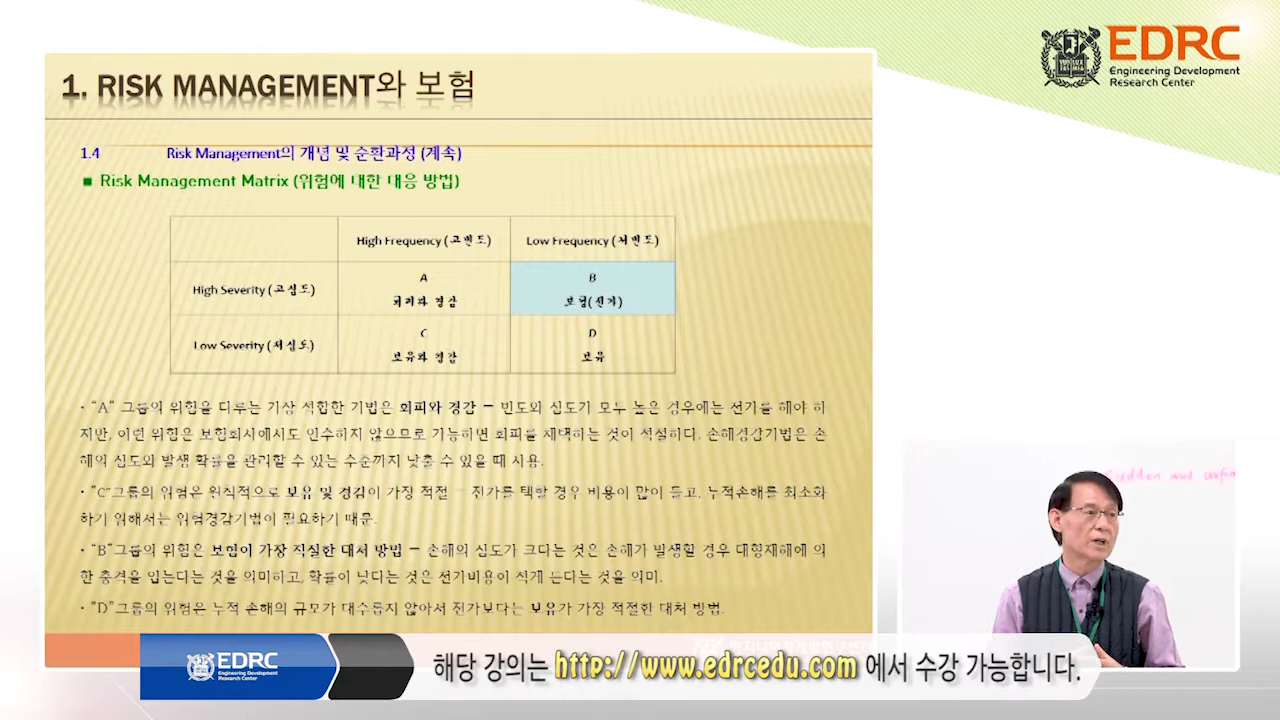 EDRC
Engineering Development
Research Center
1. RISK MANAGEMENT와 보험
1.4 Risk Management의 개념 및 순환과정 (계속)
■ Risk Management Matrix (위험에 대한 대응 방법)
High Frequency (고빈도) Low Frequency (저빈도)
High Severity (고심도)
A B
회피와 경감 보험(전가)
Low Severity (저심도)
C D
보유와 경감 보유
• “A” 그룹의 위험을 다루는 가장 적합한 기법은 회피와 경감 – 빈도와 심도가 모두 높은 경우에는 전가를 해야 하
지만, 이런 위험은 보험회사에서도 인수하지 않으므로 가능하면 회피를 채택하는 것이 적절하다. 손해경감기법은 손
해의 심도와 발생 확률을 관리할 수 있는 수준까지 낮출 수 있을 때 사용.
• “C”그룹의 위험은 원칙적으로 보유 및 경감이 가장 적절 – 전가를 택할 경우 비용이 많이 들고, 누적손해를 최소화
하기 위해서는 위험경감기법이 필요하기 때문.
• “B”그룹의 위험은 보험이 가장 적절한 대처 방법 – 손해의 심도가 크다는 것은 손해가 발생할 경우 대형재해에 의
한 충격을 입는다는 것을 의미하고, 확률이 낮다는 것은 전가비용이 적게 든다는 것을 의미.
• “D”그룹의 위험은 누적 손해의 규모가 대수롭지 않아서 전가보다는 보유가 가장 적절한 대처 방법.
Sudden and
EDRC
Engineering Development
Research Center
해당 강의는 http://www.edrcedu.com 에서 수강 가능합니다.